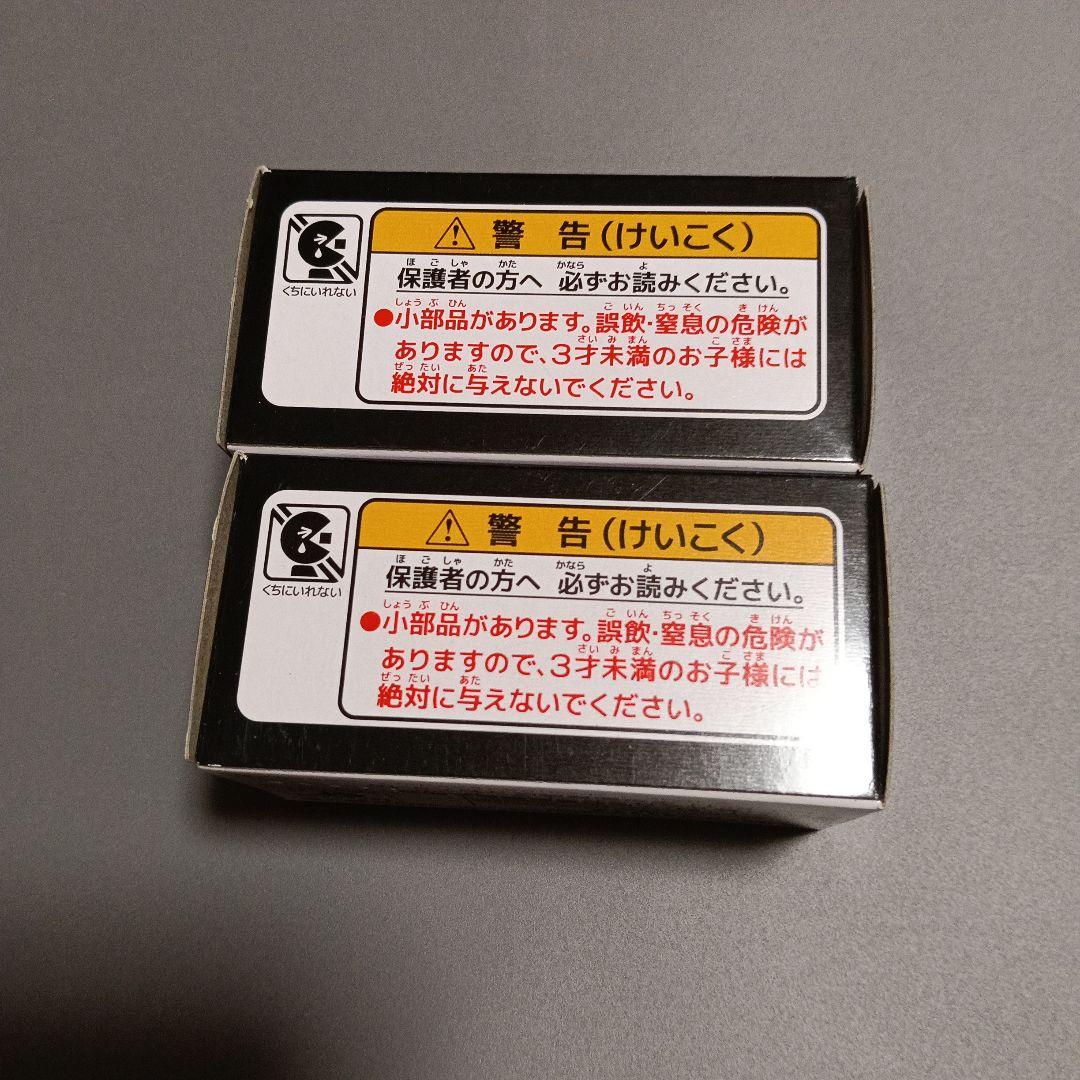 警 告(けいこく)
ほ ご しゃ かた かなら よ
保護者の方へ 必ずお読みください。
しょう ぶ ひん ご いん ちっ そく き けん
●小部品があります。誤飲・窒息の危険が
さい み まん こ さま
ありますので、3才未満のお子様には
ぜっ たい あた
絶対に与えないでください。
くちにいれない
警 告(けいこく)
ほ ご しゃ かた かなら よ
保護者の方へ 必ずお読みください。
しょう ぶ ひん ご いん ちっ そく き けん
●小部品があります。誤飲・窒息の危険が
さい み まん こ さま
ありますので、3才未満のお子様には
ぜっ たい あた
絶対に与えないでください。
くちにいれない